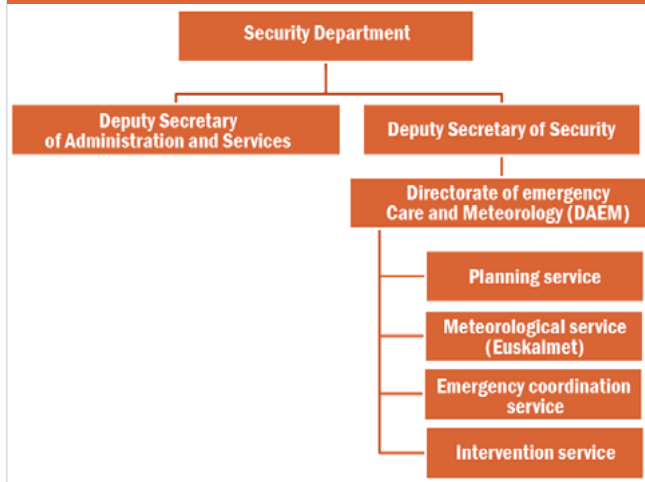 Security Department
Deputy Secretary
of Administration and Services
Deputy Secretary of Security
Directorate of emergency
Care and Meteorology (DAEM)
Planning service
Meteorological service
(Euskalmet)
Emergency coordination
service
Intervention service